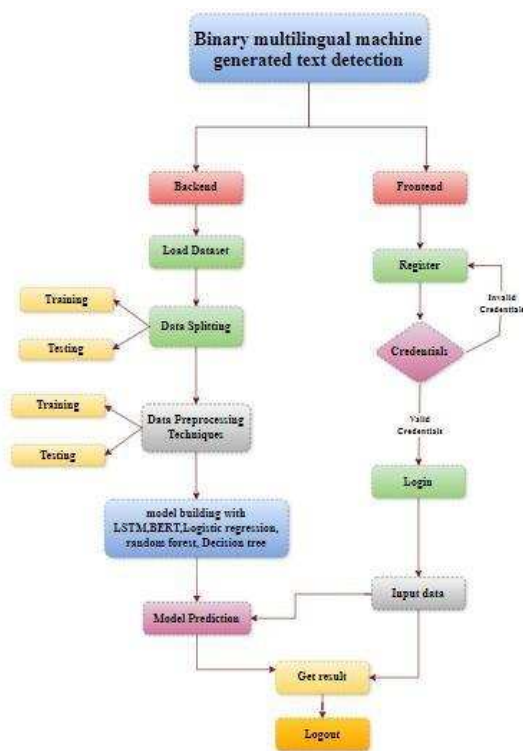 Binary multilingual machine
generated text detection
Backend
Frontend
Load Dataset
Register
Training
Invalid
Credentials
Data Splitting
Testing
Credentials
Training
Data Preprocessing
Techniques
Valid
Credentials
Testing
Login
model building with
LSTM,BERT,Logistic regression,
random forest, Decision tree
Input data
Model Prediction
Get result
Logout